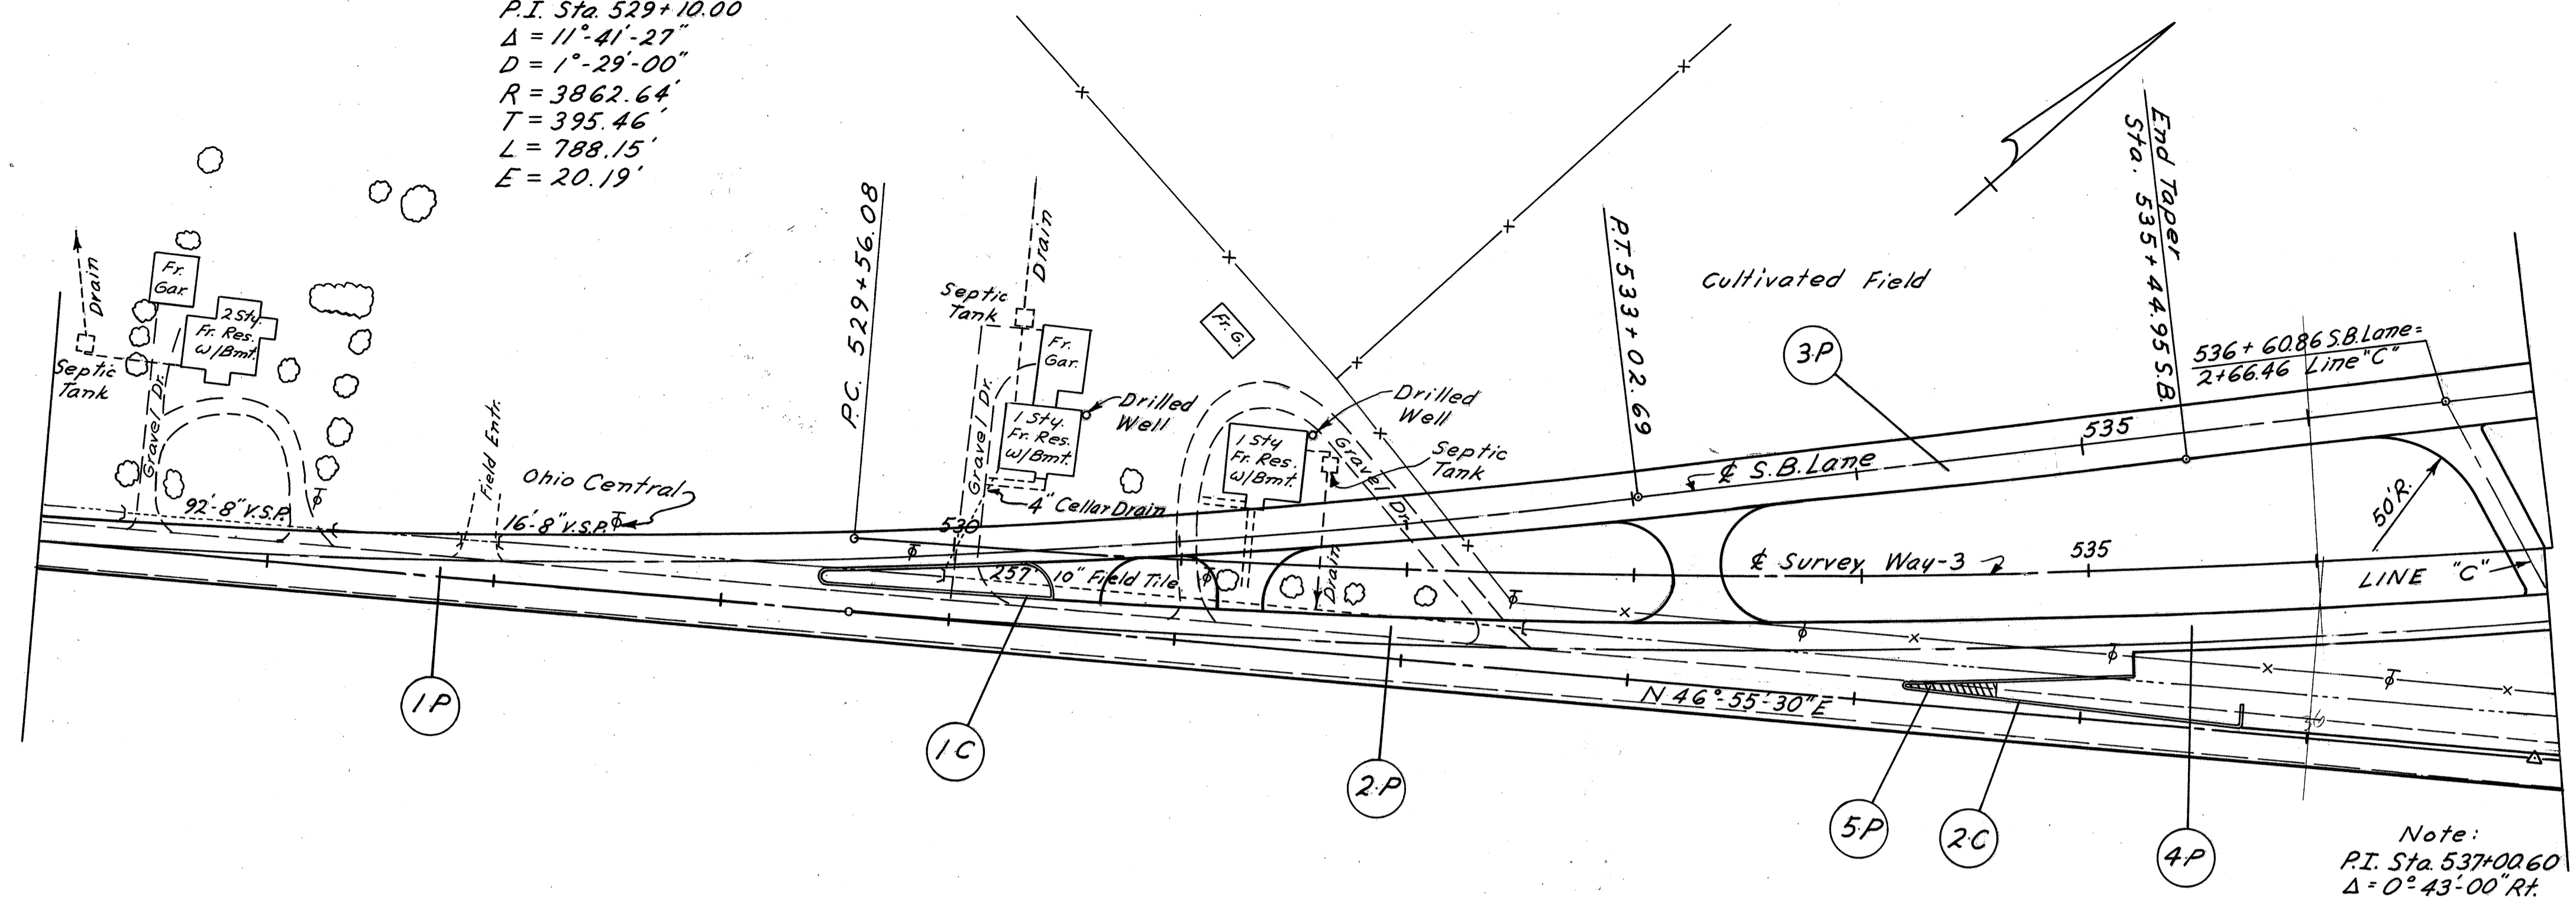 P.I. Sta. 529+10.00
Δ = 11°-41'-27"
D = 1°-29'-00"
R = 3862.64'
T = 395.46'
L = 788.15'
E = 20.19'
Drain
Fr.
Gar.
2 Sty.
Fr. Res.
W/Bmt.
Septic
Tank
Gravel Dr.
92'-8" V.S.P.
Field Entr.
Ohio Central
16'-8" V.S.P.
P.C. 529+56.08
Septic
Tank
Drain
Fr.
Gar.
Gravel Dr.
1 Sty.
Fr. Res.
W/Bmt.
Drilled
Well
4" Cellar Drain
530
257' 10" Field Tile
Fr. G.
1 Sty
Fr. Res.
W/Bmt.
Drilled
Well
Septic
Tank
Gravel Dr.
Drain
P.T. 533+02.69
Cultivated Field
3·P
End Taper
Sta. 535+44.95 S.B.
536+60.86 S.B. Lane=
2+66.46 Line "C"
℄ S.B. Lane
535
50' R.
℄ Survey Way-3
535
LINE "C"
N 46°-55'-30" E
36
1·P
1·C
2·P
5·P
2·C
4·P
Note:
P.I. Sta. 537+00.60
Δ = 0°-43'-00" Rt.